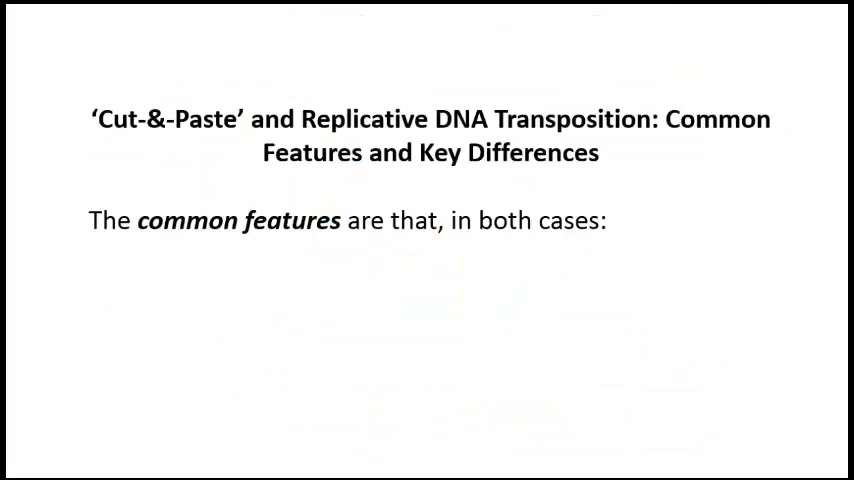 ‘Cut-&-Paste’ and Replicative DNA Transposition: Common
Features and Key Differences
The common features are that, in both cases: